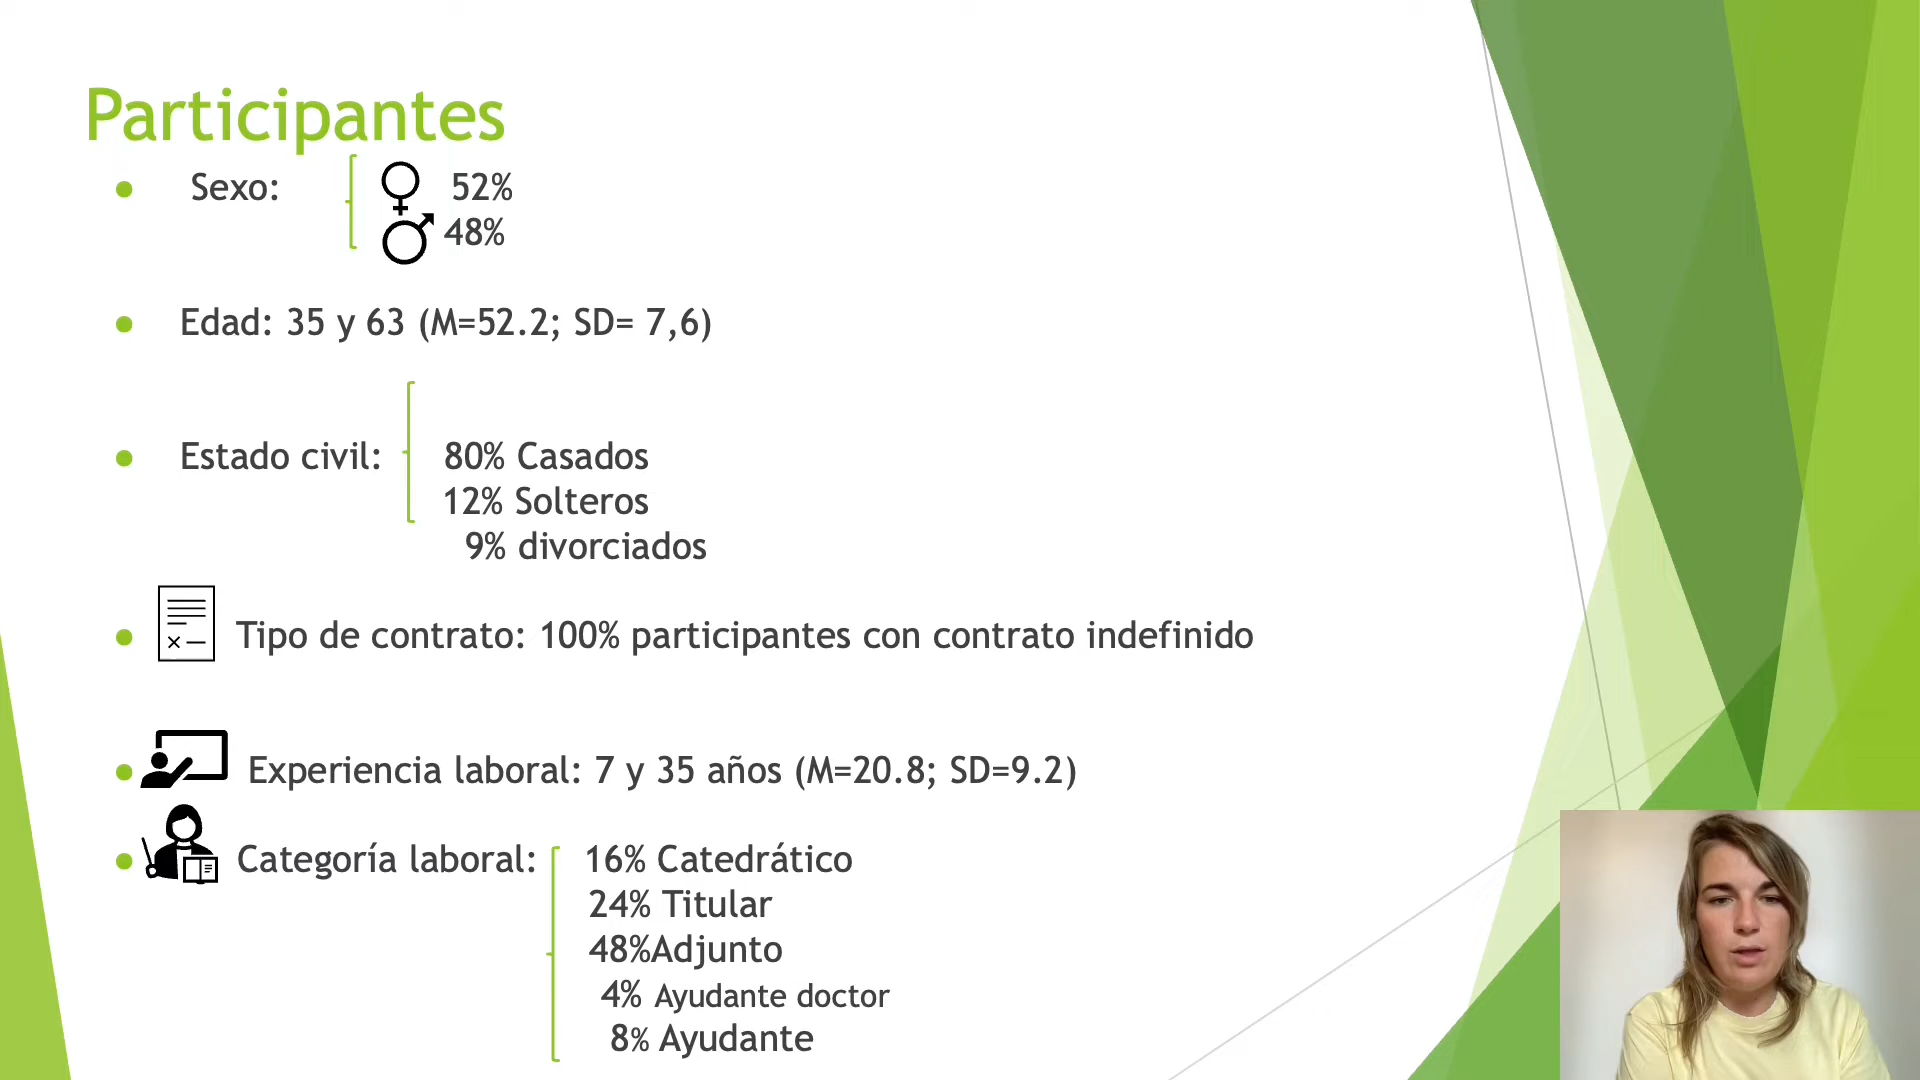 Participantes
Sexo: 52%
48%
Edad: 35 y 63 (M=52.2; SD= 7,6)
Estado civil: 80% Casados
12% Solteros
9% divorciados
Tipo de contrato: 100% participantes con contrato indefinido
Experiencia laboral: 7 y 35 años (M=20.8; SD=9.2)
Categoría laboral: 16% Catedrático
24% Titular
48%Adjunto
4% Ayudante doctor
8% Ayudante